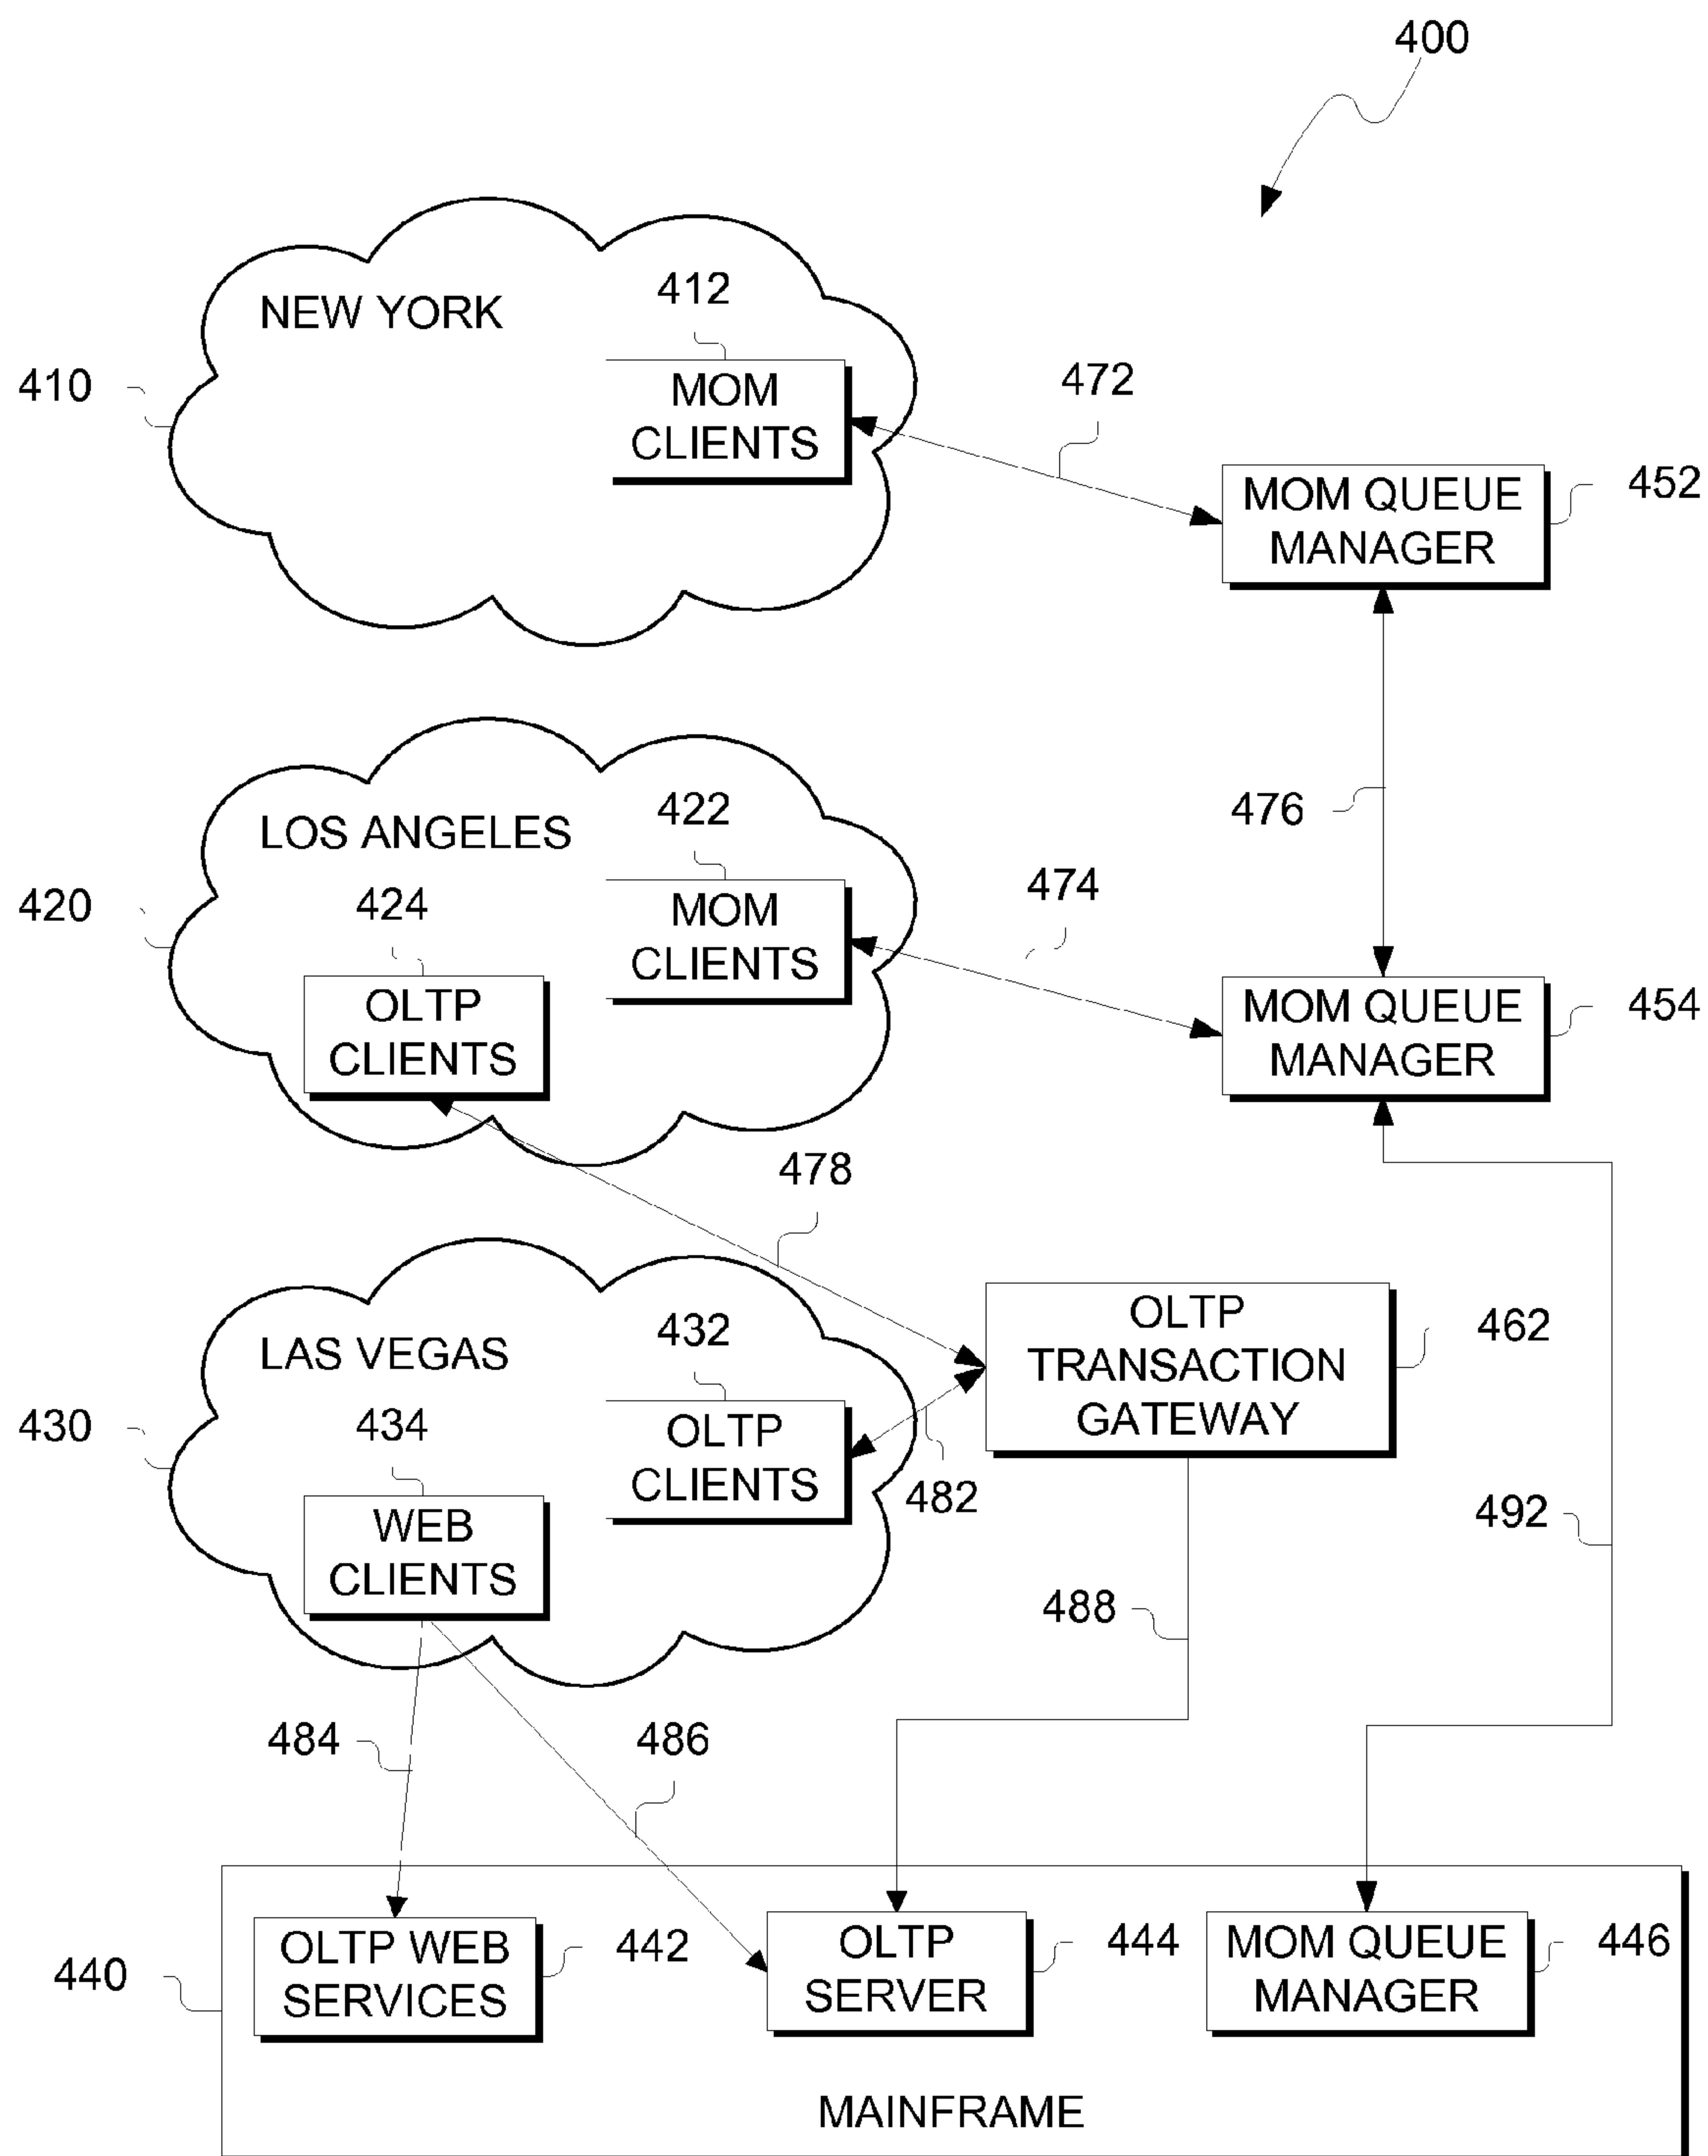 400
NEW YORK
412
MOM
CLIENTS
410
472
MOM QUEUE
MANAGER
452
476
LOS ANGELES
422
MOM
CLIENTS
420
424
OLTP
CLIENTS
474
MOM QUEUE
MANAGER
454
478
LAS VEGAS
432
OLTP
CLIENTS
430
434
WEB
CLIENTS
482
OLTP
TRANSACTION
GATEWAY
462
492
488
484
486
OLTP WEB
SERVICES
442
OLTP
SERVER
444
MOM QUEUE
MANAGER
446
440
MAINFRAME